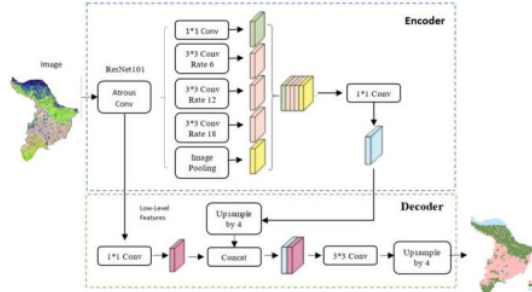 Encoder
Image
ResNet101
Atrous
Conv
1*1 Conv
3*3 Conv
Rate 6
3*3 Conv
Rate 12
3*3 Conv
Rate 18
Image
Pooling
1*1 Conv
Decoder
Low-Level
Features
Upsample
by 4
1*1 Conv
Concat
3*3 Conv
Upsample
by 4